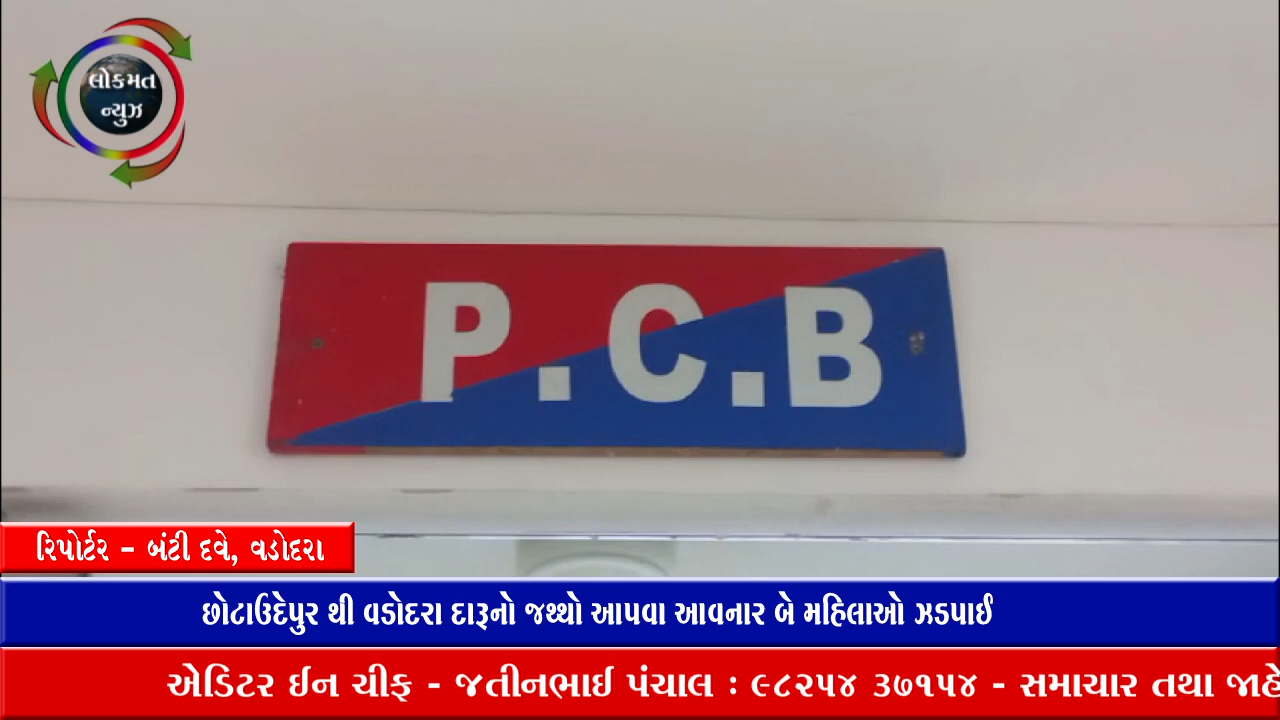 લોકમત
ન્યુઝ
P.C.B
રિપોર્ટર - બંટી દવે, વડોદરા
છોટાઉદેપુર થી વડોદરા દારૂનો જથ્થો આપવા આવનાર બે મહિલાઓ ઝડપાઈ
એડિટર ઈન ચીફ - જતીનભાઈ પંચાલ : ૯૮૨૫૪ ૩૭૧૫૪ - સમાચાર તથા જાહે